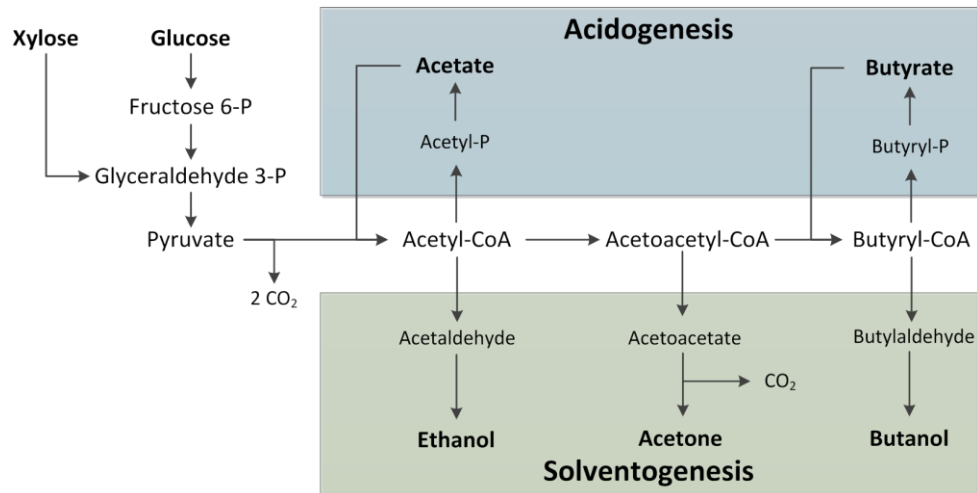 Acidogenesis
Xylose
Glucose
Acetate
Butyrate
Fructose 6-P
Acetyl-P
Butyryl-P
Glyceraldehyde 3-P
Pyruvate
Acetyl-CoA
Acetoacetyl-CoA
Butyryl-CoA
2 CO₂
Acetaldehyde
Acetoacetate
Butylaldehyde
CO₂
Ethanol
Acetone
Butanol
Solventogenesis